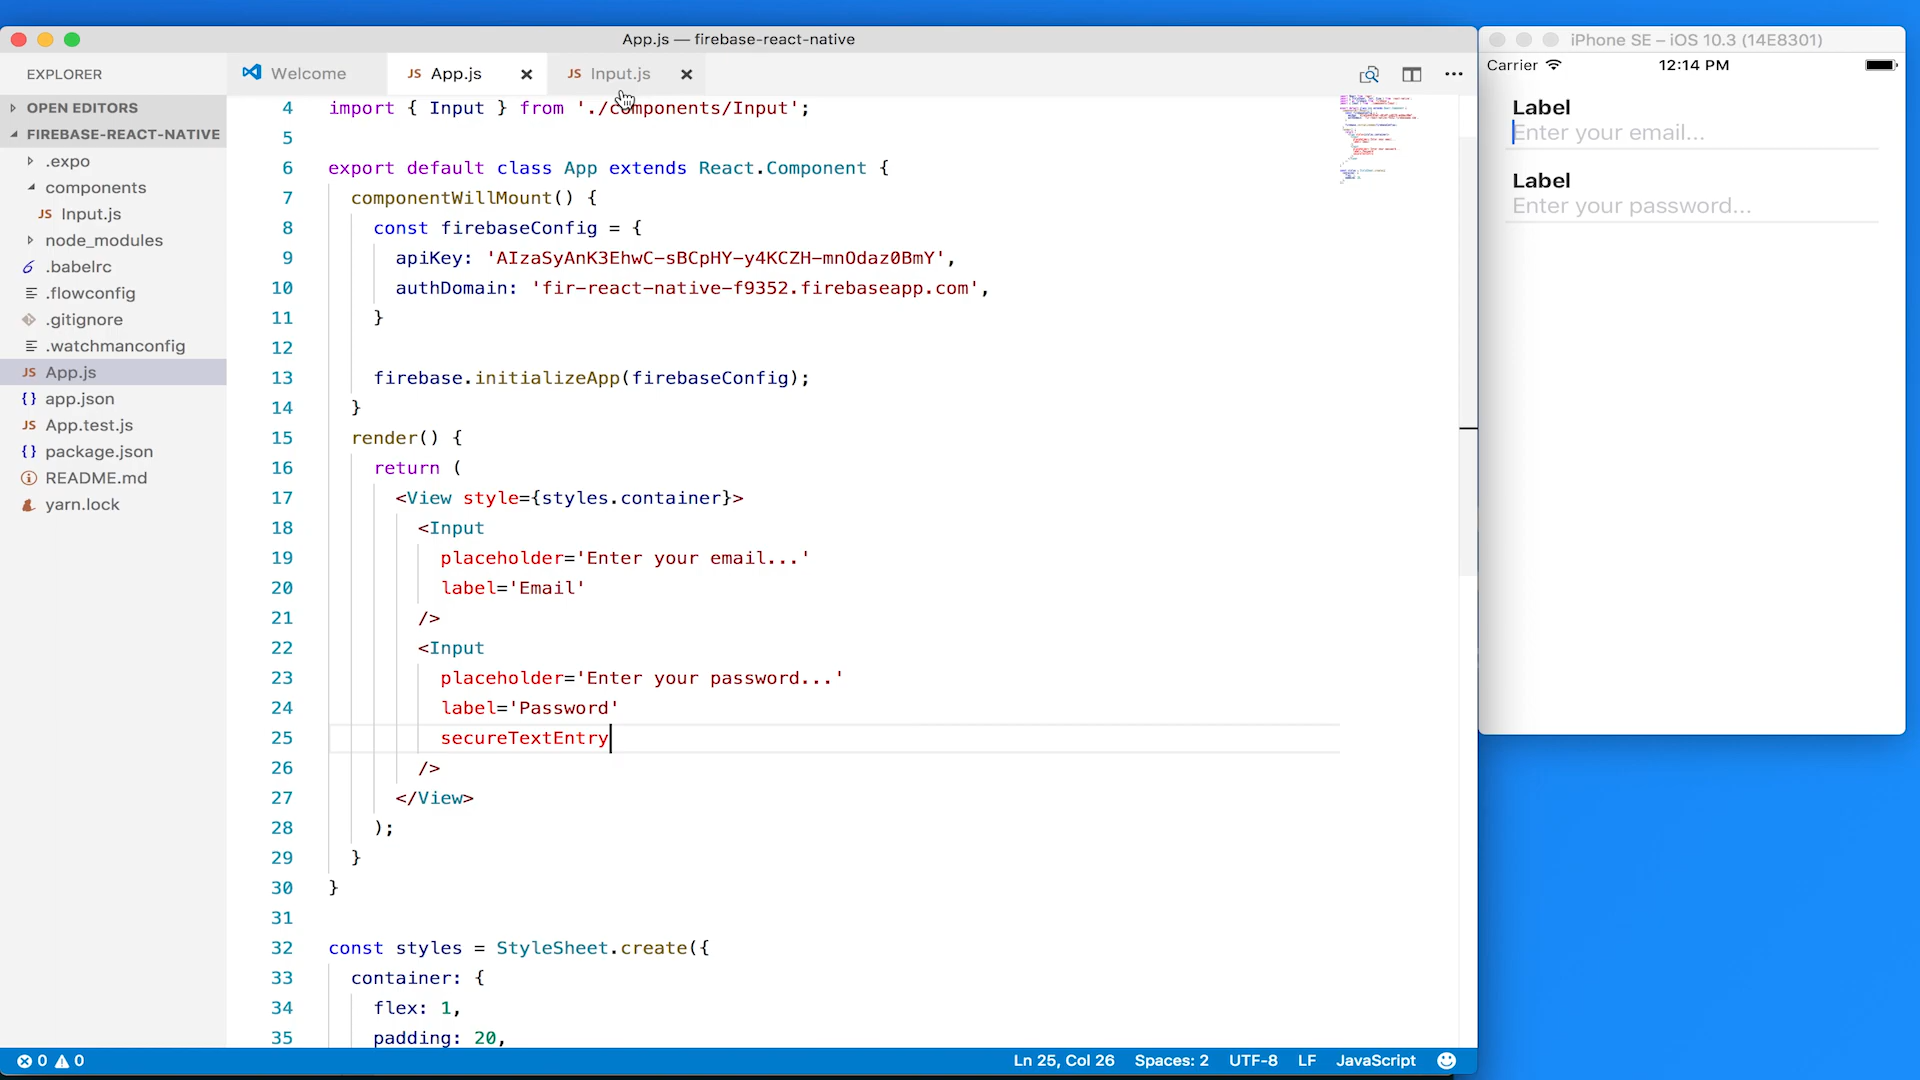 App.js — firebase-react-native
EXPLORER
OPEN EDITORS
FIREBASE-REACT-NATIVE
.expo
components
JS Input.js
node_modules
.babelrc
.flowconfig
.gitignore
.watchmanconfig
JS App.js
{} app.json
JS App.test.js
{} package.json
README.md
yarn.lock
Welcome
JS App.js
JS Input.js
4 import { Input } from './components/Input';
5
6 export default class App extends React.Component {
7 componentWillMount() {
8 const firebaseConfig = {
9 apiKey: 'AIzaSyAnK3EhwC-sBCpHY-y4KCZH-mnOdaz0BmY',
10 authDomain: 'fir-react-native-f9352.firebaseapp.com',
11 }
12
13 firebase.initializeApp(firebaseConfig);
14 }
15 render() {
16 return (
17 <View style={styles.container}>
18 <Input
19 placeholder='Enter your email...'
20 label='Email'
21 />
22 <Input
23 placeholder='Enter your password...'
24 label='Password'
25 secureTextEntry
26 />
27 </View>
28 );
29 }
30 }
31
32 const styles = StyleSheet.create({
33 container: {
34 flex: 1,
35 padding: 20,
0 0
Ln 25, Col 26 Spaces: 2 UTF-8 LF JavaScript
iPhone SE – iOS 10.3 (14E8301)
Carrier 12:14 PM
Label
Enter your email...
Label
Enter your password...